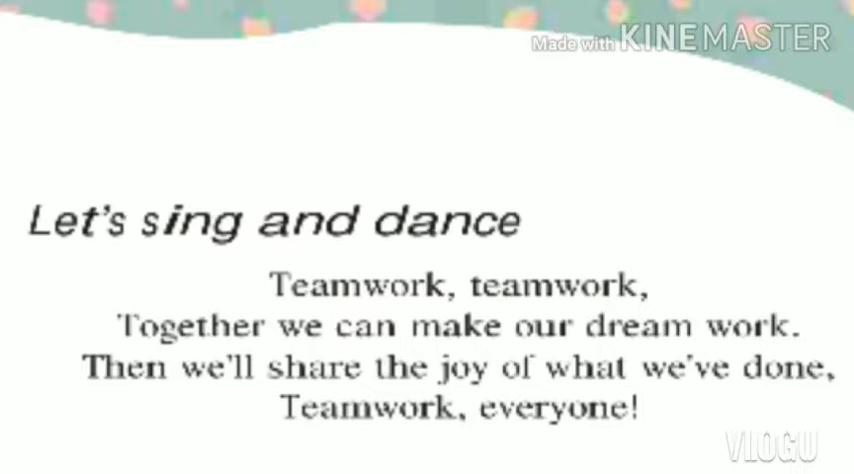 Made with KINEMASTER
Let's sing and dance
Teamwork, teamwork,
Together we can make our dream work.
Then we'll share the joy of what we've done,
Teamwork, everyone!
VLOGU